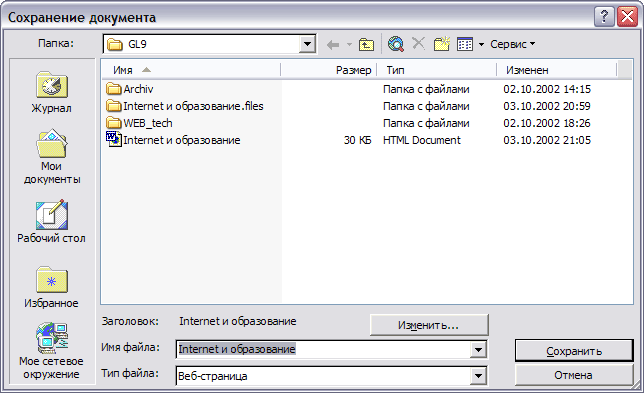 Сохранение документа
Папка: GL9 Сервис
Журнал
Мои
документы
Рабочий стол
Избранное
Мое сетевое
окружение
Имя Размер Тип Изменен
Archiv Папка с файлами 02.10.2002 14:15
Internet и образование.files Папка с файлами 03.10.2002 20:59
WEB_tech Папка с файлами 02.10.2002 18:26
Internet и образование 30 КБ HTML Document 03.10.2002 21:05
Заголовок: Internet и образование Изменить...
Имя файла: Internet и образование Сохранить
Тип файла: Веб-страница Отмена